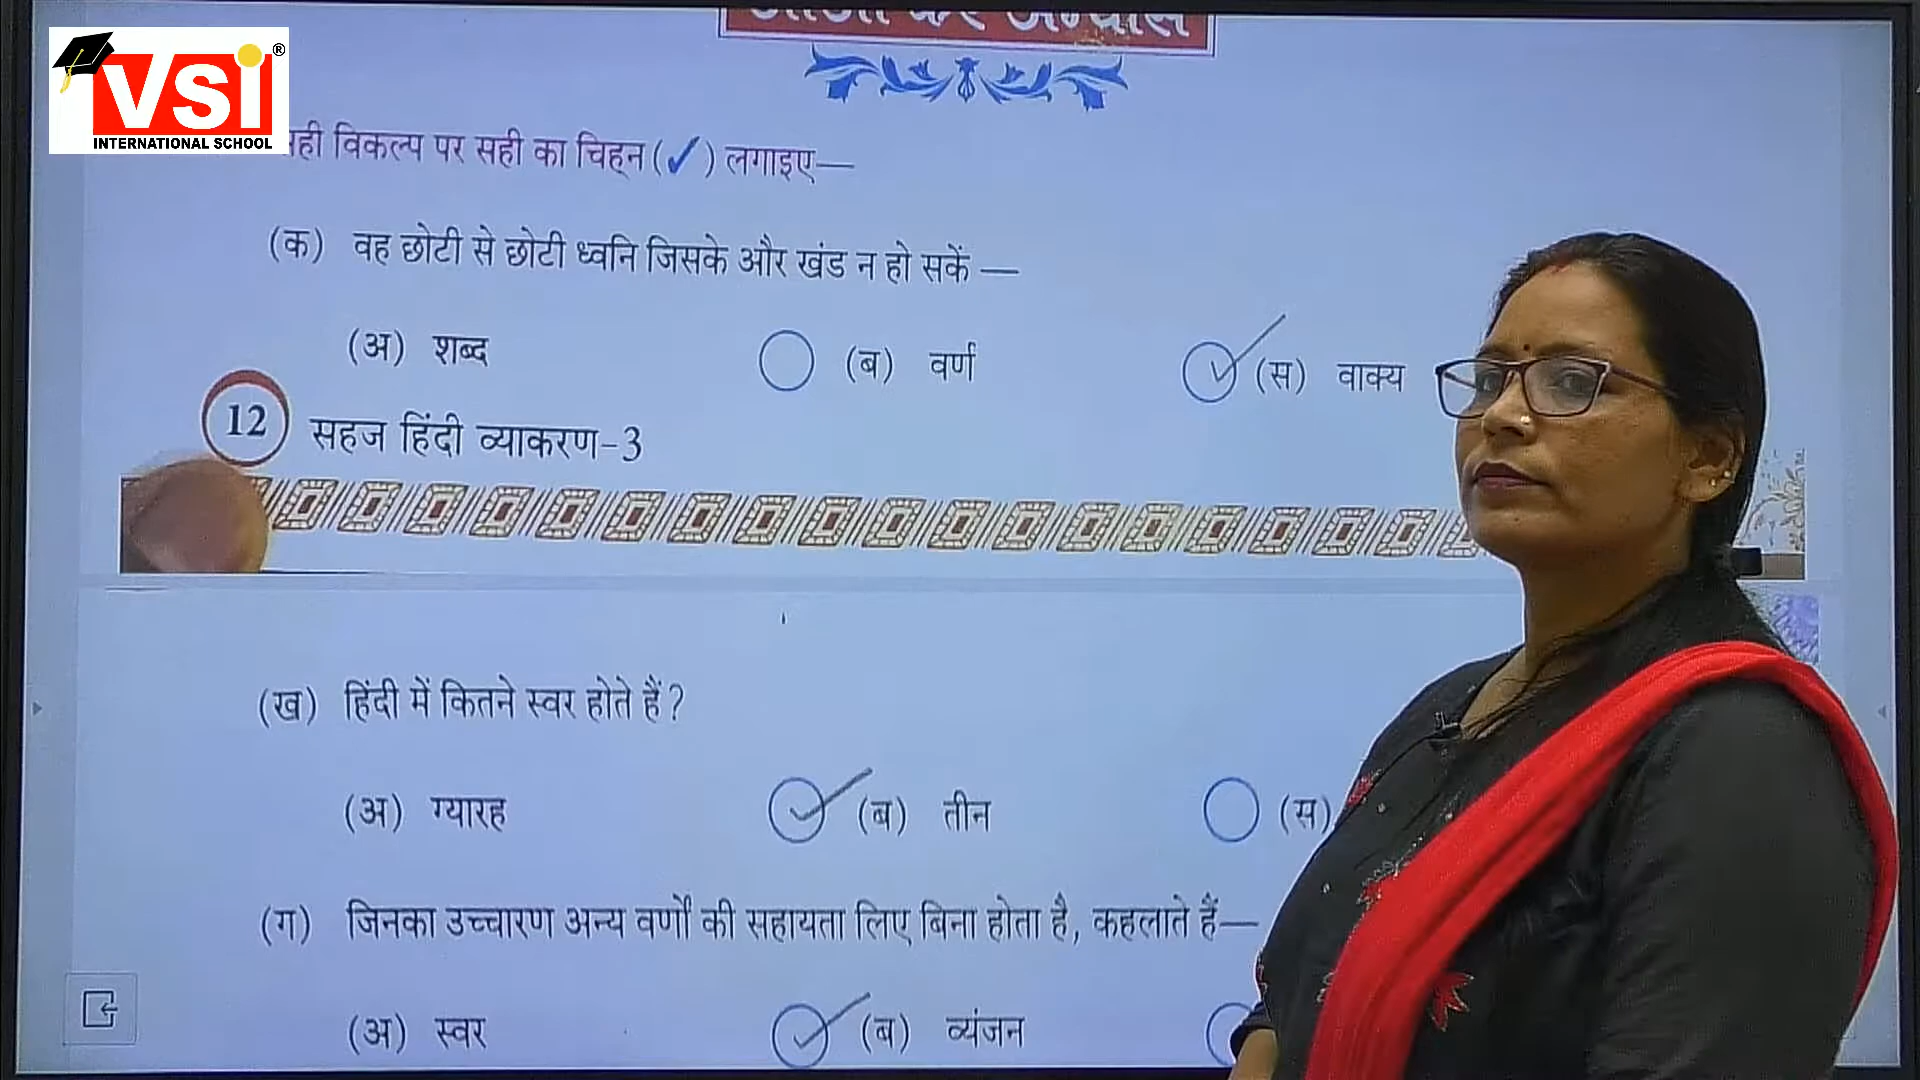 VSI®
INTERNATIONAL SCHOOL
विकल्प पर सही का चिह्न (✓) लगाइए—
(क) वह छोटी से छोटी ध्वनि जिसके और खंड न हो सकें —
(अ) शब्द (ब) वर्ण (स) वाक्य
12 सहज हिंदी व्याकरण-3
(ख) हिंदी में कितने स्वर होते हैं?
(अ) ग्यारह (ब) तीन (स)
(ग) जिनका उच्चारण अन्य वर्णों की सहायता लिए बिना होता है, कहलाते हैं—
(अ) स्वर (ब) व्यंजन